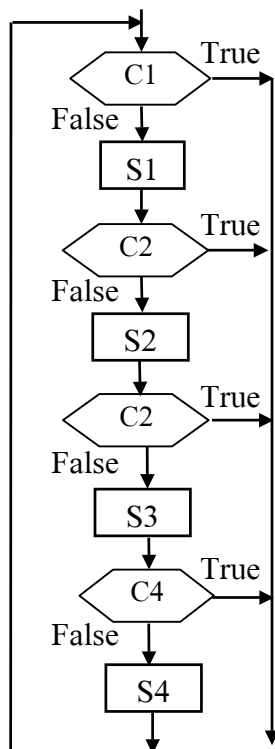 C1
True
False
S1
C2
True
False
S2
C2
True
False
S3
C4
True
False
S4